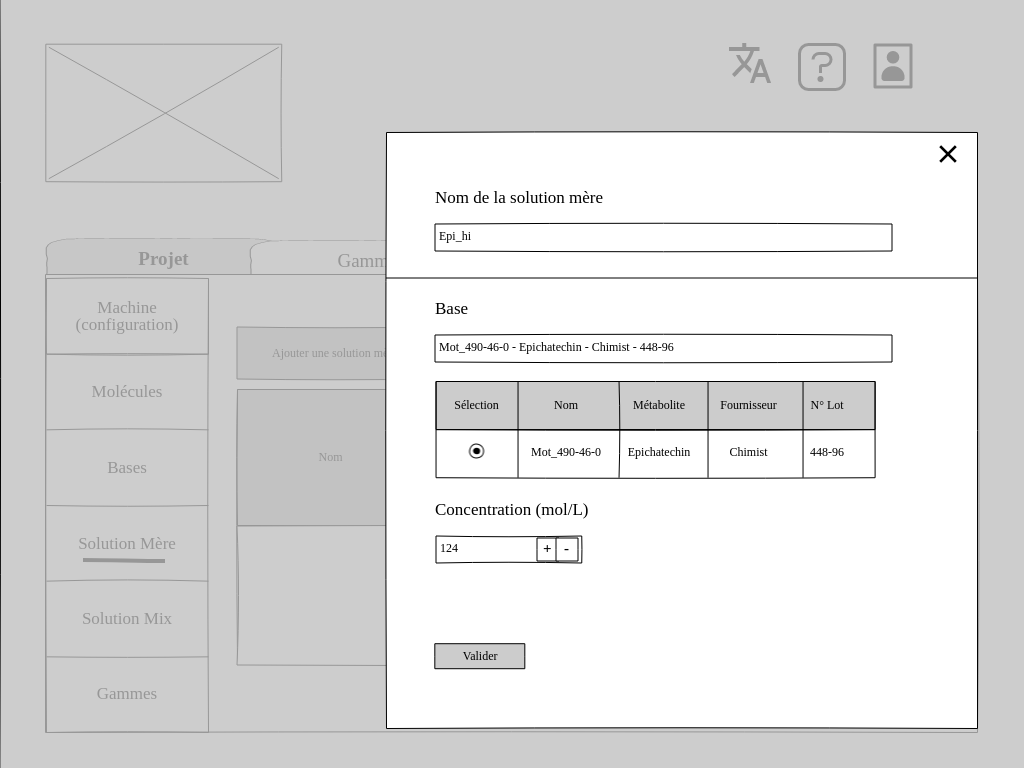 Projet
Gamm
Machine
(configuration)
Molécules
Bases
Solution Mère
Solution Mix
Gammes
Ajouter une solution m
Nom
Nom de la solution mère
Epi_hi
Base
Mot_490-46-0 - Epichatechin - Chimist - 448-96
Sélection Nom Métabolite Fournisseur N° Lot
Mot_490-46-0 Epichatechin Chimist 448-96
Concentration (mol/L)
124 + -
Valider